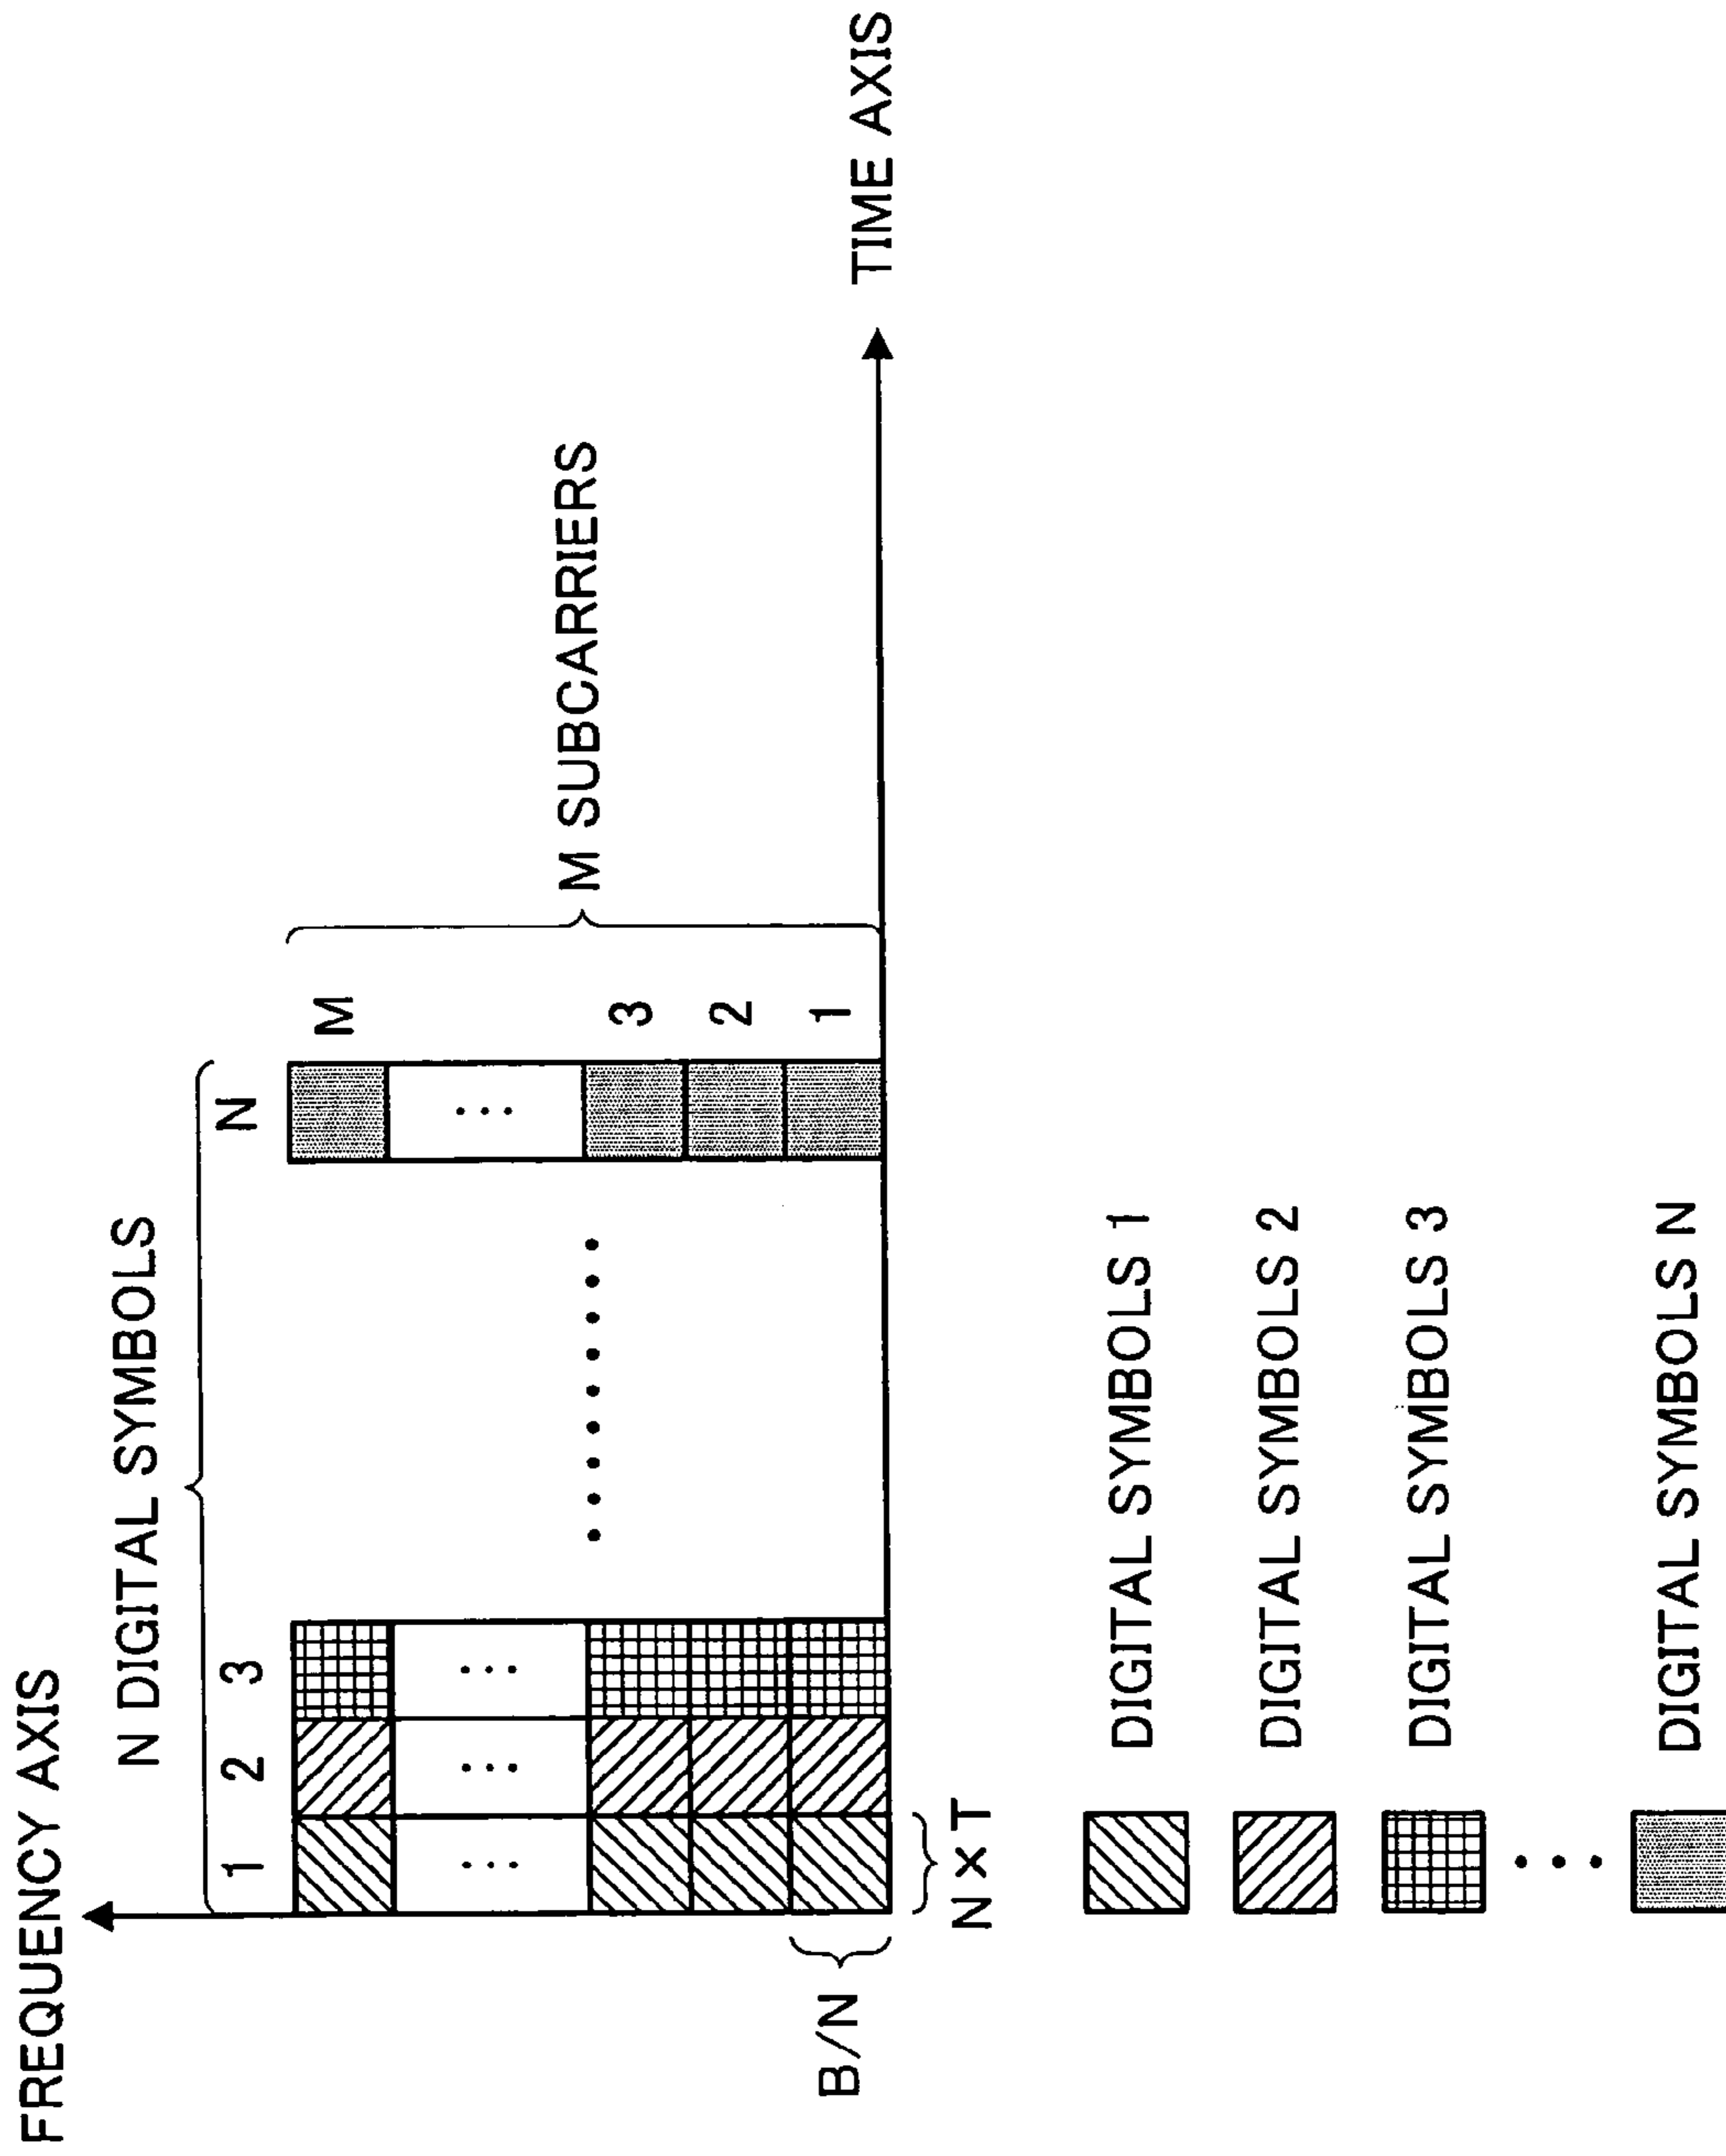 FREQUENCY AXIS
N DIGITAL SYMBOLS
1 2 3 N
M
3
2
1
M SUBCARRIERS
B/N
N×T
TIME AXIS
DIGITAL SYMBOLS 1
DIGITAL SYMBOLS 2
DIGITAL SYMBOLS 3
DIGITAL SYMBOLS N